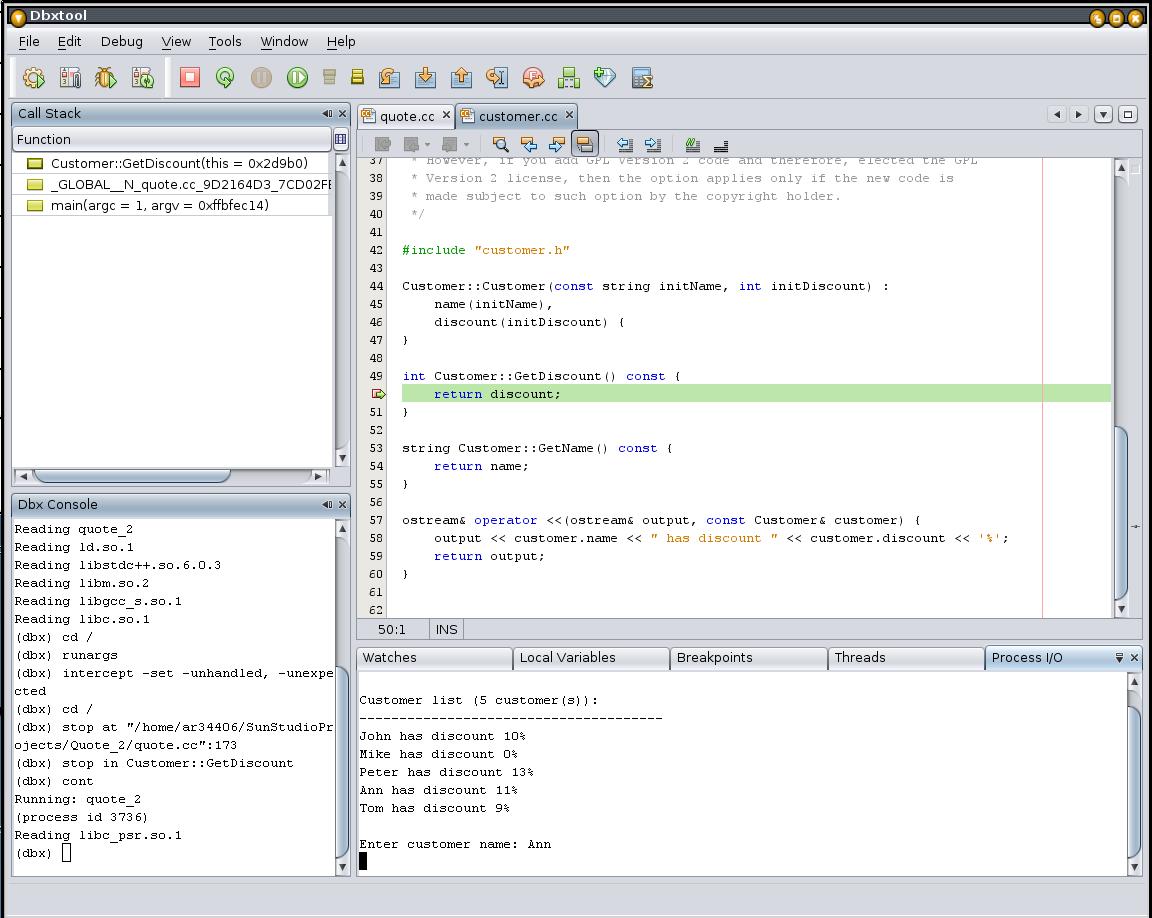 Dbxtool
File Edit Debug View Tools Window Help
Call Stack
Function
Customer::GetDiscount(this = 0x2d9b0)
_GLOBAL__N_quote.cc_9D2164D3_7CD02FE
main(argc = 1, argv = 0xffbfec14)
Dbx Console
Reading quote_2
Reading ld.so.1
Reading libstdc++.so.6.0.3
Reading libm.so.2
Reading libgcc_s.so.1
Reading libc.so.1
(dbx) cd /
(dbx) runargs
(dbx) intercept -set -unhandled, -unexpe
cted
(dbx) cd /
(dbx) stop at "/home/ar34406/SunStudioPr
ojects/Quote_2/quote.cc":173
(dbx) stop in Customer::GetDiscount
(dbx) cont
Running: quote_2
(process id 3736)
Reading libc_psr.so.1
(dbx)
quote.cc customer.cc
37 * However, if you add GPL Version 2 code and therefore, elected the GPL
38 * Version 2 license, then the option applies only if the new code is
39 * made subject to such option by the copyright holder.
40 */
41
42 #include "customer.h"
43
44 Customer::Customer(const string initName, int initDiscount) :
45 name(initName),
46 discount(initDiscount) {
47 }
48
49 int Customer::GetDiscount() const {
return discount;
51 }
52
53 string Customer::GetName() const {
54 return name;
55 }
56
57 ostream& operator <<(ostream& output, const Customer& customer) {
58 output << customer.name << " has discount " << customer.discount << '%';
59 return output;
60 }
61
62
50:1 INS
Watches Local Variables Breakpoints Threads Process I/O
Customer list (5 customer(s)):
--------------------------------------
John has discount 10%
Mike has discount 0%
Peter has discount 13%
Ann has discount 11%
Tom has discount 9%
Enter customer name: Ann